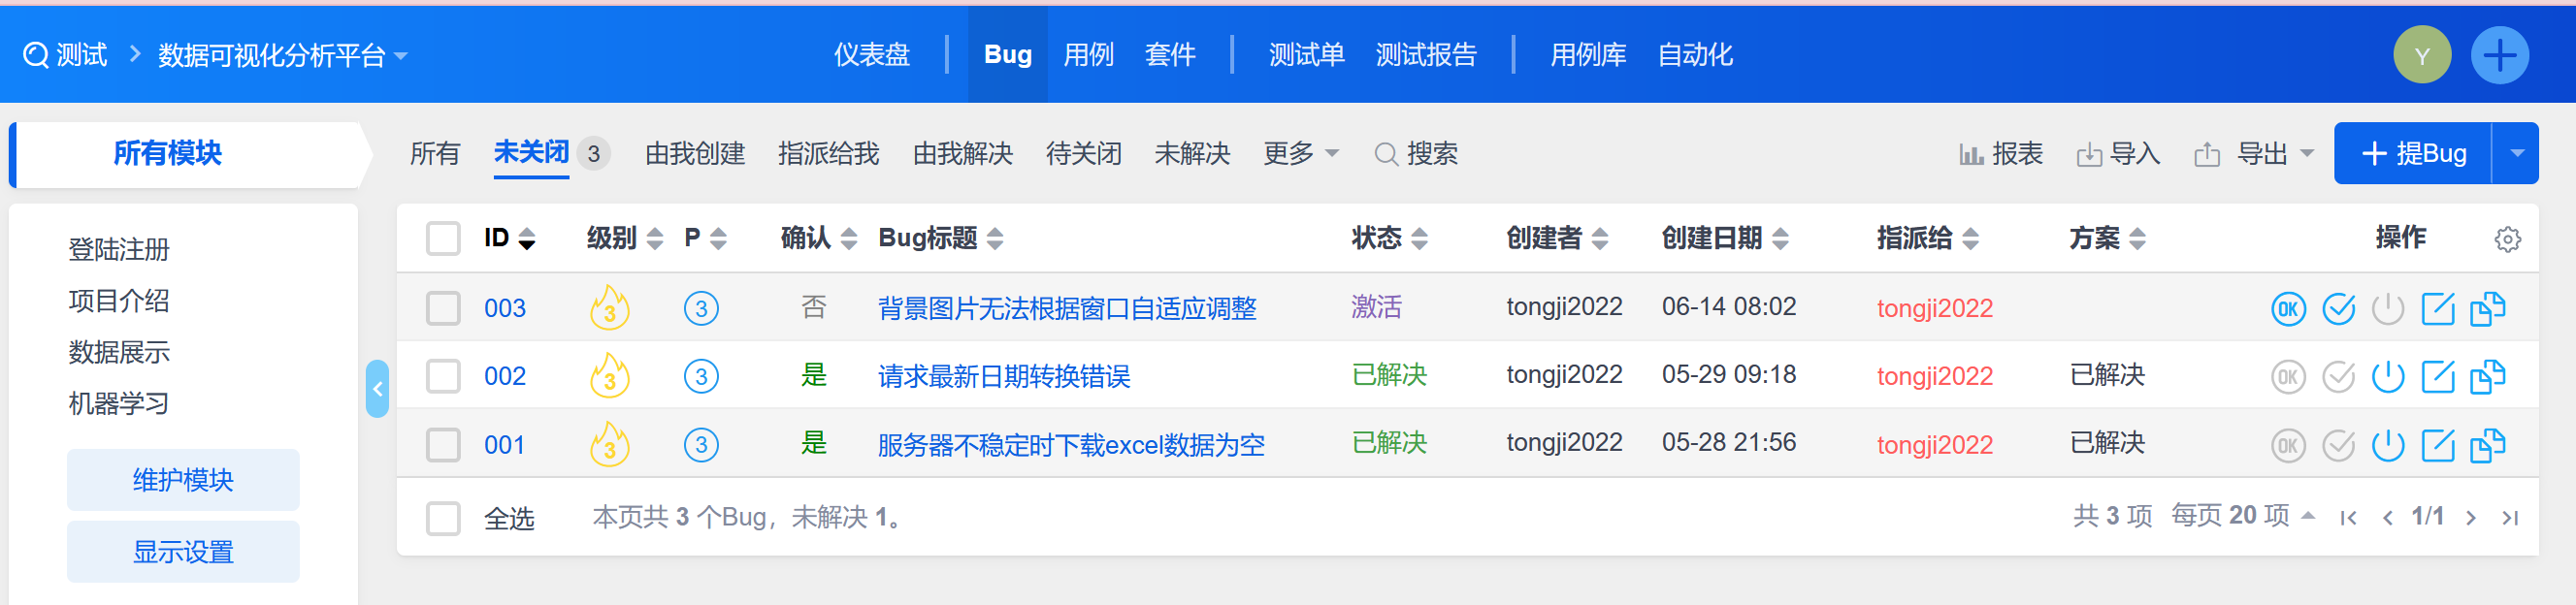 测试 数据可视化分析平台 仪表盘 Bug 用例 套件 测试单 测试报告 用例库 自动化 Y
所有模块
登陆注册
项目介绍
数据展示
机器学习
维护模块
显示设置
所有 未关闭 3 由我创建 指派给我 由我解决 待关闭 未解决 更多 搜索 报表 导入 导出 提Bug
ID 级别 P 确认 Bug标题 状态 创建者 创建日期 指派给 方案 操作
003 3 3 否 背景图片无法根据窗口自适应调整 激活 tongji2022 06-14 08:02 tongji2022 OK
002 3 3 是 请求最新日期转换错误 已解决 tongji2022 05-29 09:18 tongji2022 已解决 OK
001 3 3 是 服务器不稳定时下载excel数据为空 已解决 tongji2022 05-28 21:56 tongji2022 已解决 OK
全选 本页共 3 个Bug，未解决 1。 共 3 项 每页 20 项 1/1